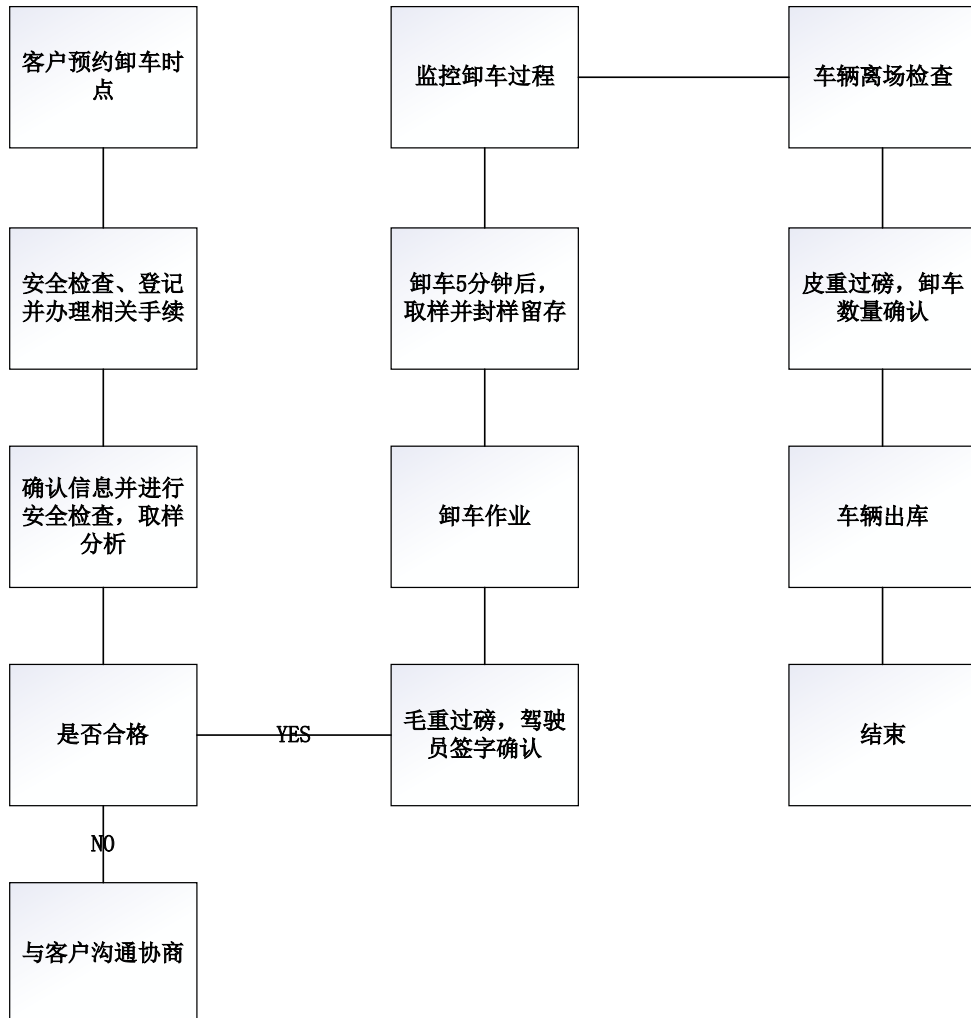 客户预约卸车时
点
安全检查、登记
并办理相关手续
确认信息并进行
安全检查，取样
分析
是否合格
NO
与客户沟通协商
YES
毛重过磅，驾驶
员签字确认
卸车作业
卸车5分钟后，
取样并封样留存
监控卸车过程
车辆离场检查
皮重过磅，卸车
数量确认
车辆出库
结束